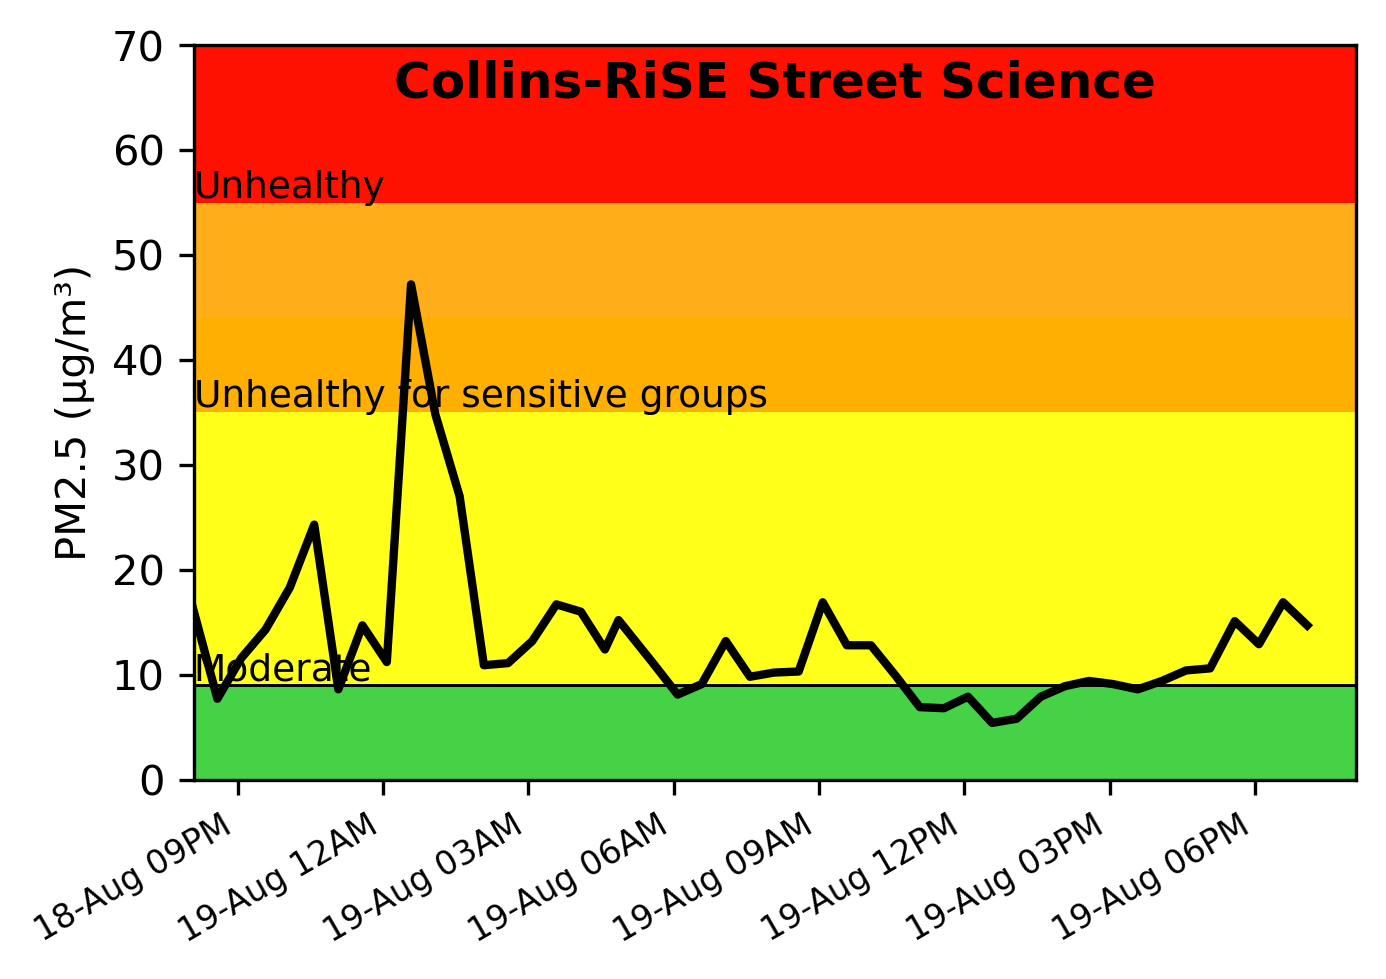 Collins-RiSE Street Science
PM2.5 (µg/m³)
70
60
50
40
30
20
10
0
Unhealthy
Unhealthy for sensitive groups
Moderate
18-Aug 09PM
19-Aug 12AM
19-Aug 03AM
19-Aug 06AM
19-Aug 09AM
19-Aug 12PM
19-Aug 03PM
19-Aug 06PM